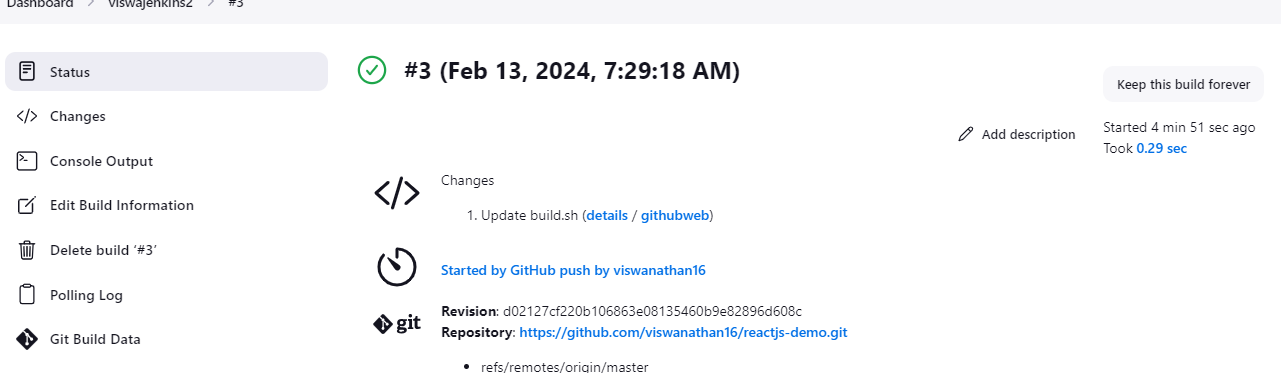 Dashboard > viswajenkins2 > #3
Status
Changes
Console Output
Edit Build Information
Delete build ‘#3’
Polling Log
Git Build Data
#3 (Feb 13, 2024, 7:29:18 AM)
Keep this build forever
Add description
Started 4 min 51 sec ago
Took 0.29 sec
Changes
1. Update build.sh (details / githubweb)
Started by GitHub push by viswanathan16
git
Revision: d02127cf220b106863e08135460b9e82896d608c
Repository: https://github.com/viswanathan16/reactjs-demo.git
• refs/remotes/origin/master